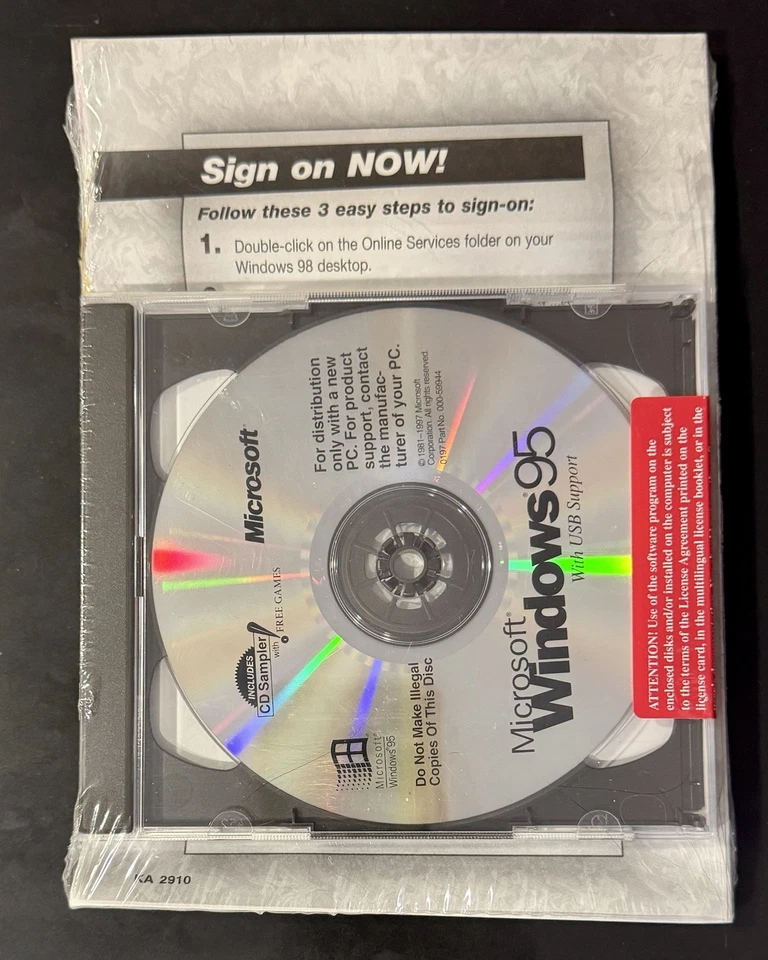 Sign on NOW!
Follow these 3 easy steps to sign-on:
1. Double-click on the Online Services folder on your
Windows 98 desktop.
Microsoft
For distribution
only with a new
PC. For product
support, contact
the manufac-
turer of your PC.
© 1981–1997 Microsoft
Corporation. All rights reserved.
0197 Part No. 000-59944
INCLUDES
CD Sampler
with FREE GAMES
Microsoft®
Windows®95
Do Not Make Illegal
Copies Of This Disc
Microsoft®
Windows®95
With USB Support
ATTENTION! Use of the software program on the
enclosed disks and/or installed on the computer is subject
to the terms of the License Agreement printed on the
license card, in the multilingual license booklet, or in the
KA 2910